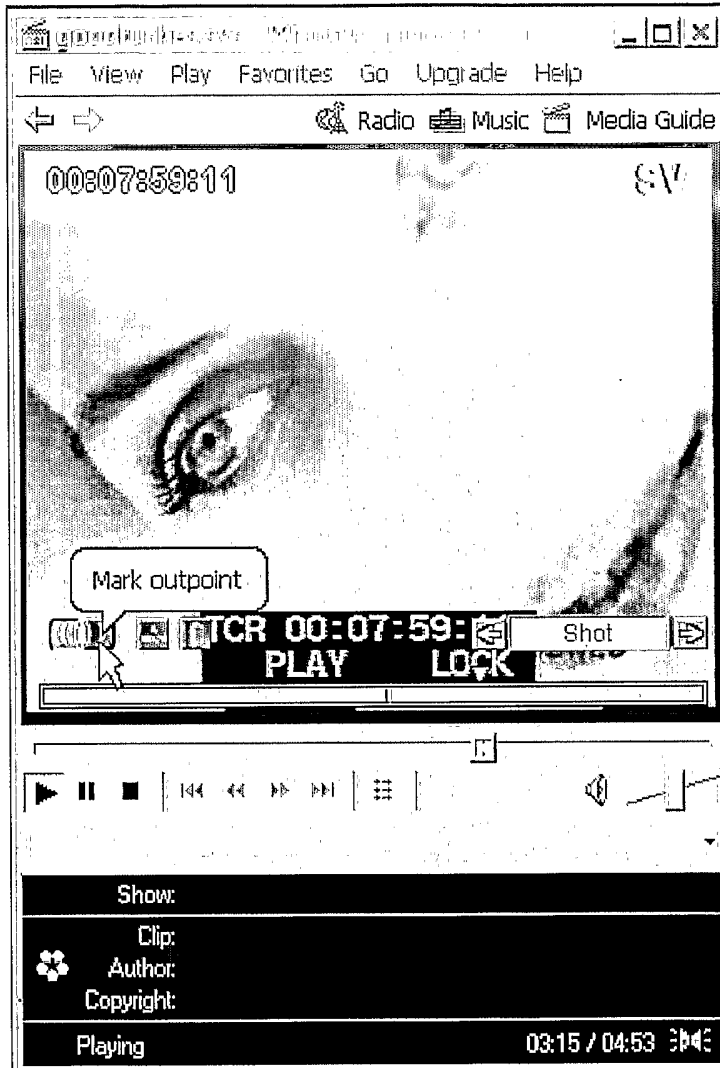 File View Play Favorites Go Upgrade Help
Radio Music Media Guide
00:07:59:11
Mark outpoint
TCR 00:07:59:
Shot
PLAY LOCK
Show:
Clip:
Author:
Copyright:
Playing 03:15 / 04:53